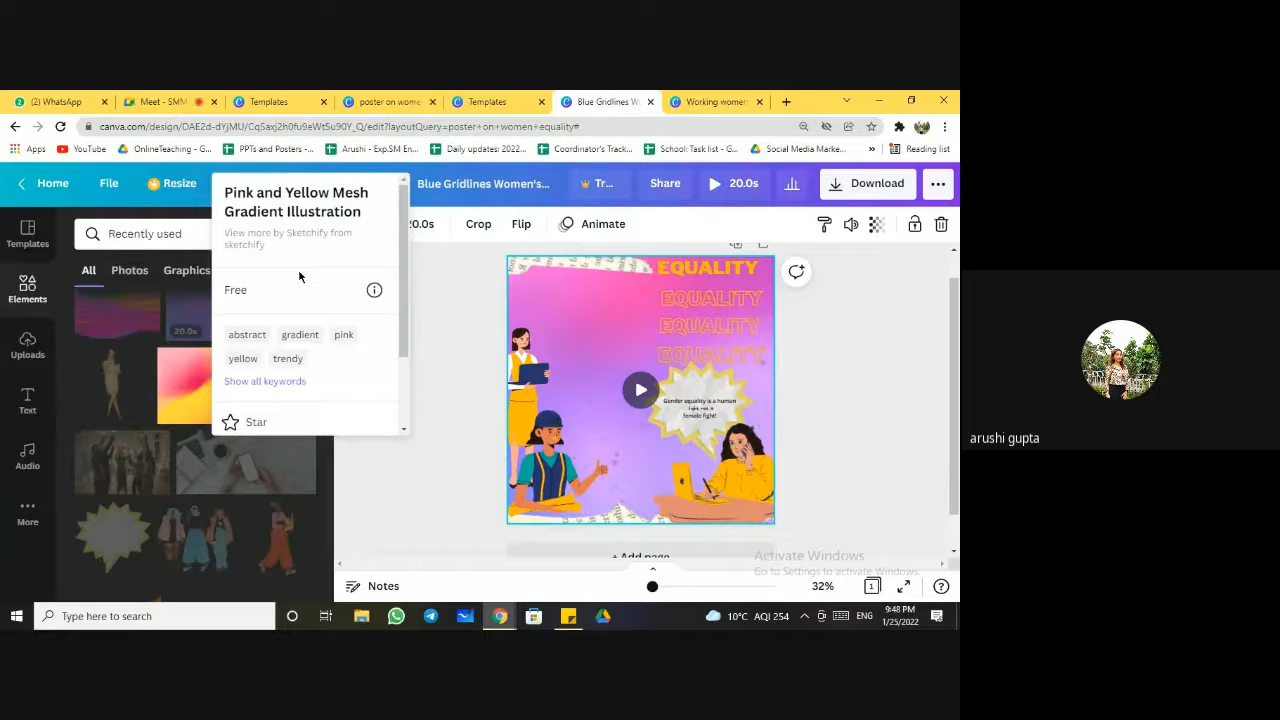 (2) WhatsApp
Meet - SMM
Templates
poster on wome
Templates
Blue Gridlines W
Working women
canva.com/design/DAE2d-dYjMU/CqSaxj2h0fu9eWt5u90Y_Q/edit?layoutQuery=poster+on+women+equality#
Apps
YouTube
OnlineTeaching - G...
PPTs and Posters -...
Arushi - Exp.SM En...
Daily updates: 2022...
Coordinator's Track...
School: Task list - G...
Social Media Marke...
»
Reading list
Home
File
Resize
Blue Gridlines Women's...
Tr...
Share
20.0s
Download
Templates
Elements
Uploads
Text
Audio
More
Recently used
All
Photos
Graphics
20.0s
Pink and Yellow Mesh
Gradient Illustration
View more by Sketchify from
sketchify
Free
abstract gradient pink
yellow trendy
Show all keywords
Star
20.0s
Crop
Flip
Animate
EQUALITY
EQUALITY
EQUALITY
EQUALITY
Gender equality is a human
fight, not a
female fight!
+ Add page
Activate Windows
Go to Settings to activate Windows.
Notes
32%
1
Type here to search
10°C AQI 254
ENG
9:48 PM
1/25/2022
arushi gupta